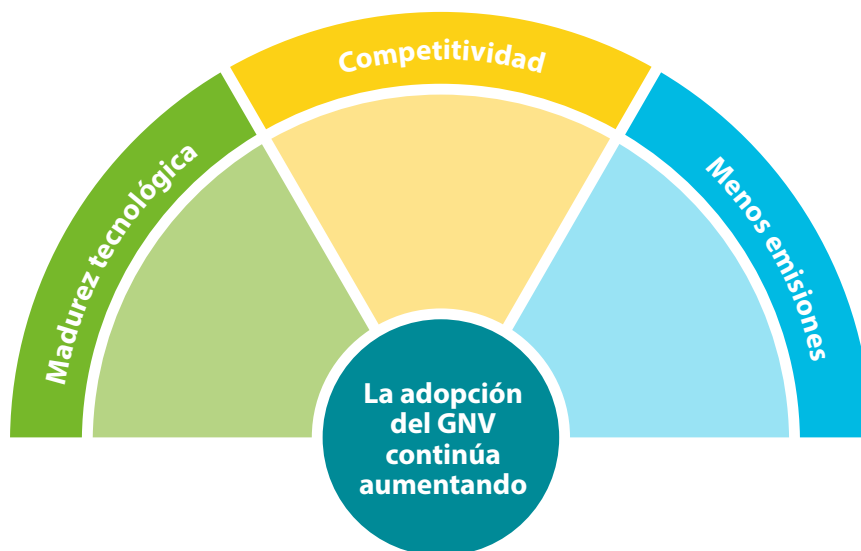 Madurez tecnológica
Competitividad
Menos emisiones
La adopción
del GNV
continúa
aumentando